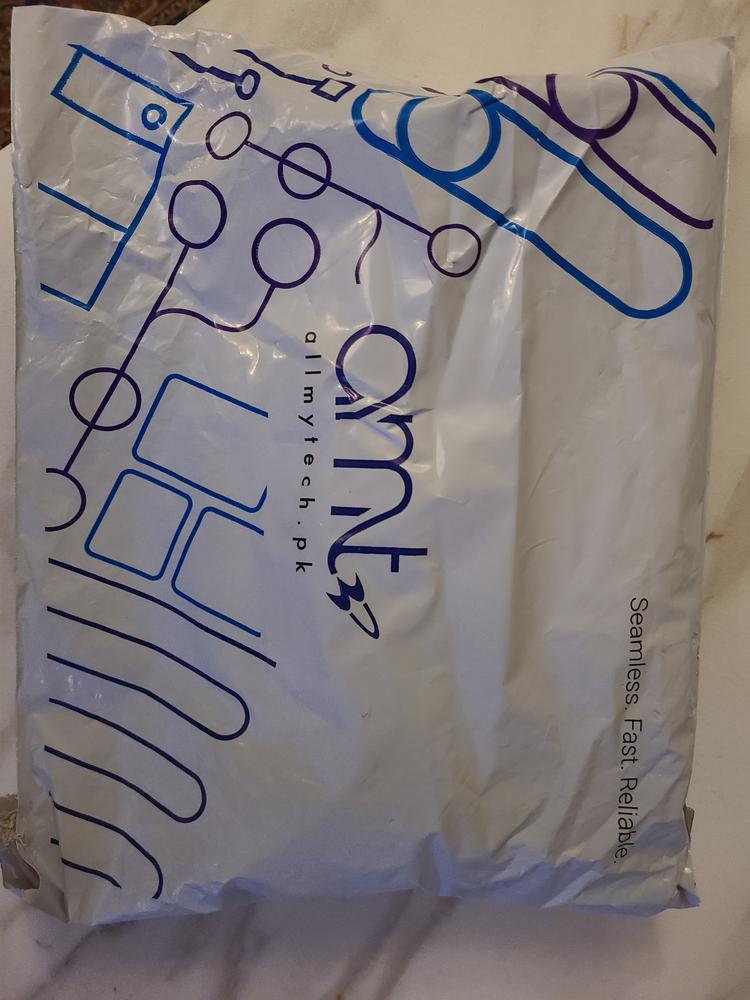 amt
allmytech.pk
Seamless. Fast. Reliable.